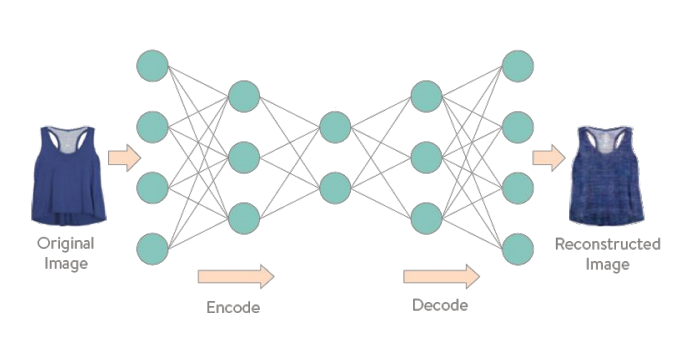 Original
Image
Encode
Decode
Reconstructed
Image